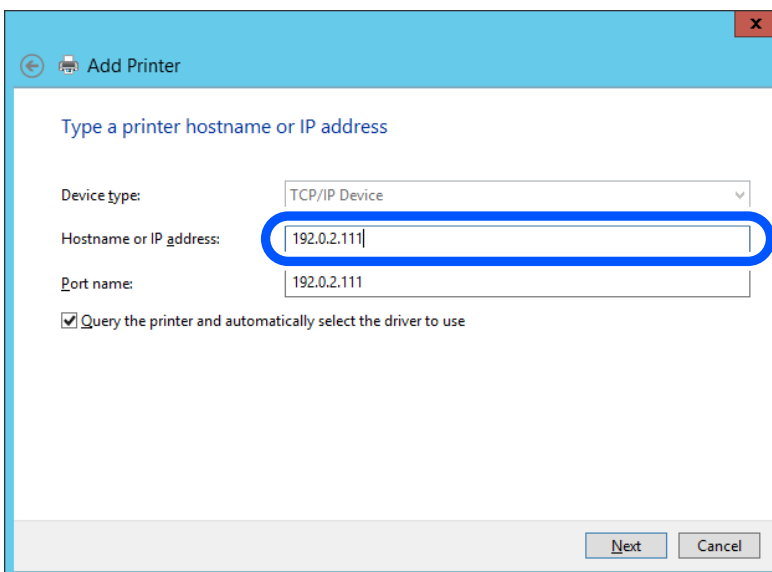 x
Add Printer
Type a printer hostname or IP address
Device type: TCP/IP Device
Hostname or IP address: 192.0.2.111
Port name: 192.0.2.111
Query the printer and automatically select the driver to use
Next Cancel